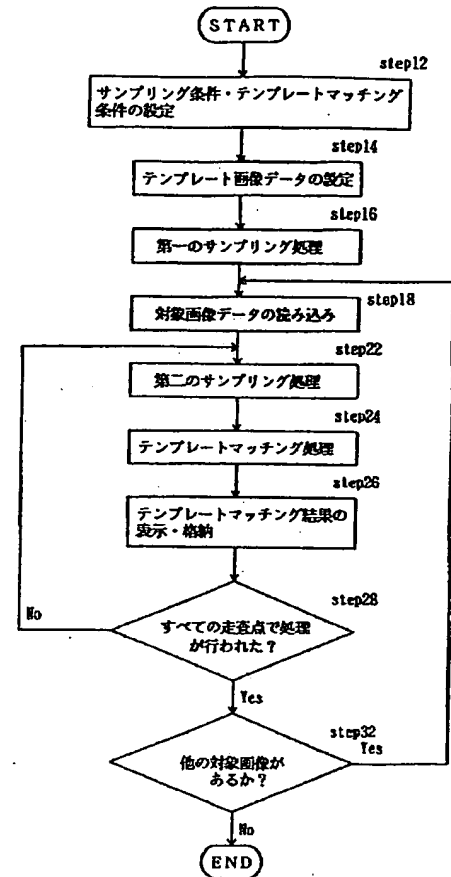 START
step12
サンプリング条件・テンプレートマッチング
条件の設定
step14
テンプレート画像データの設定
step16
第一のサンプリング処理
step18
対象画像データの読み込み
step22
第二のサンプリング処理
step24
テンプレートマッチング処理
step26
テンプレートマッチング結果の
表示・格納
step28
すべての走査点で処理
が行われた?
No
Yes
step32
Yes
他の対象画像が
あるか?
No
END